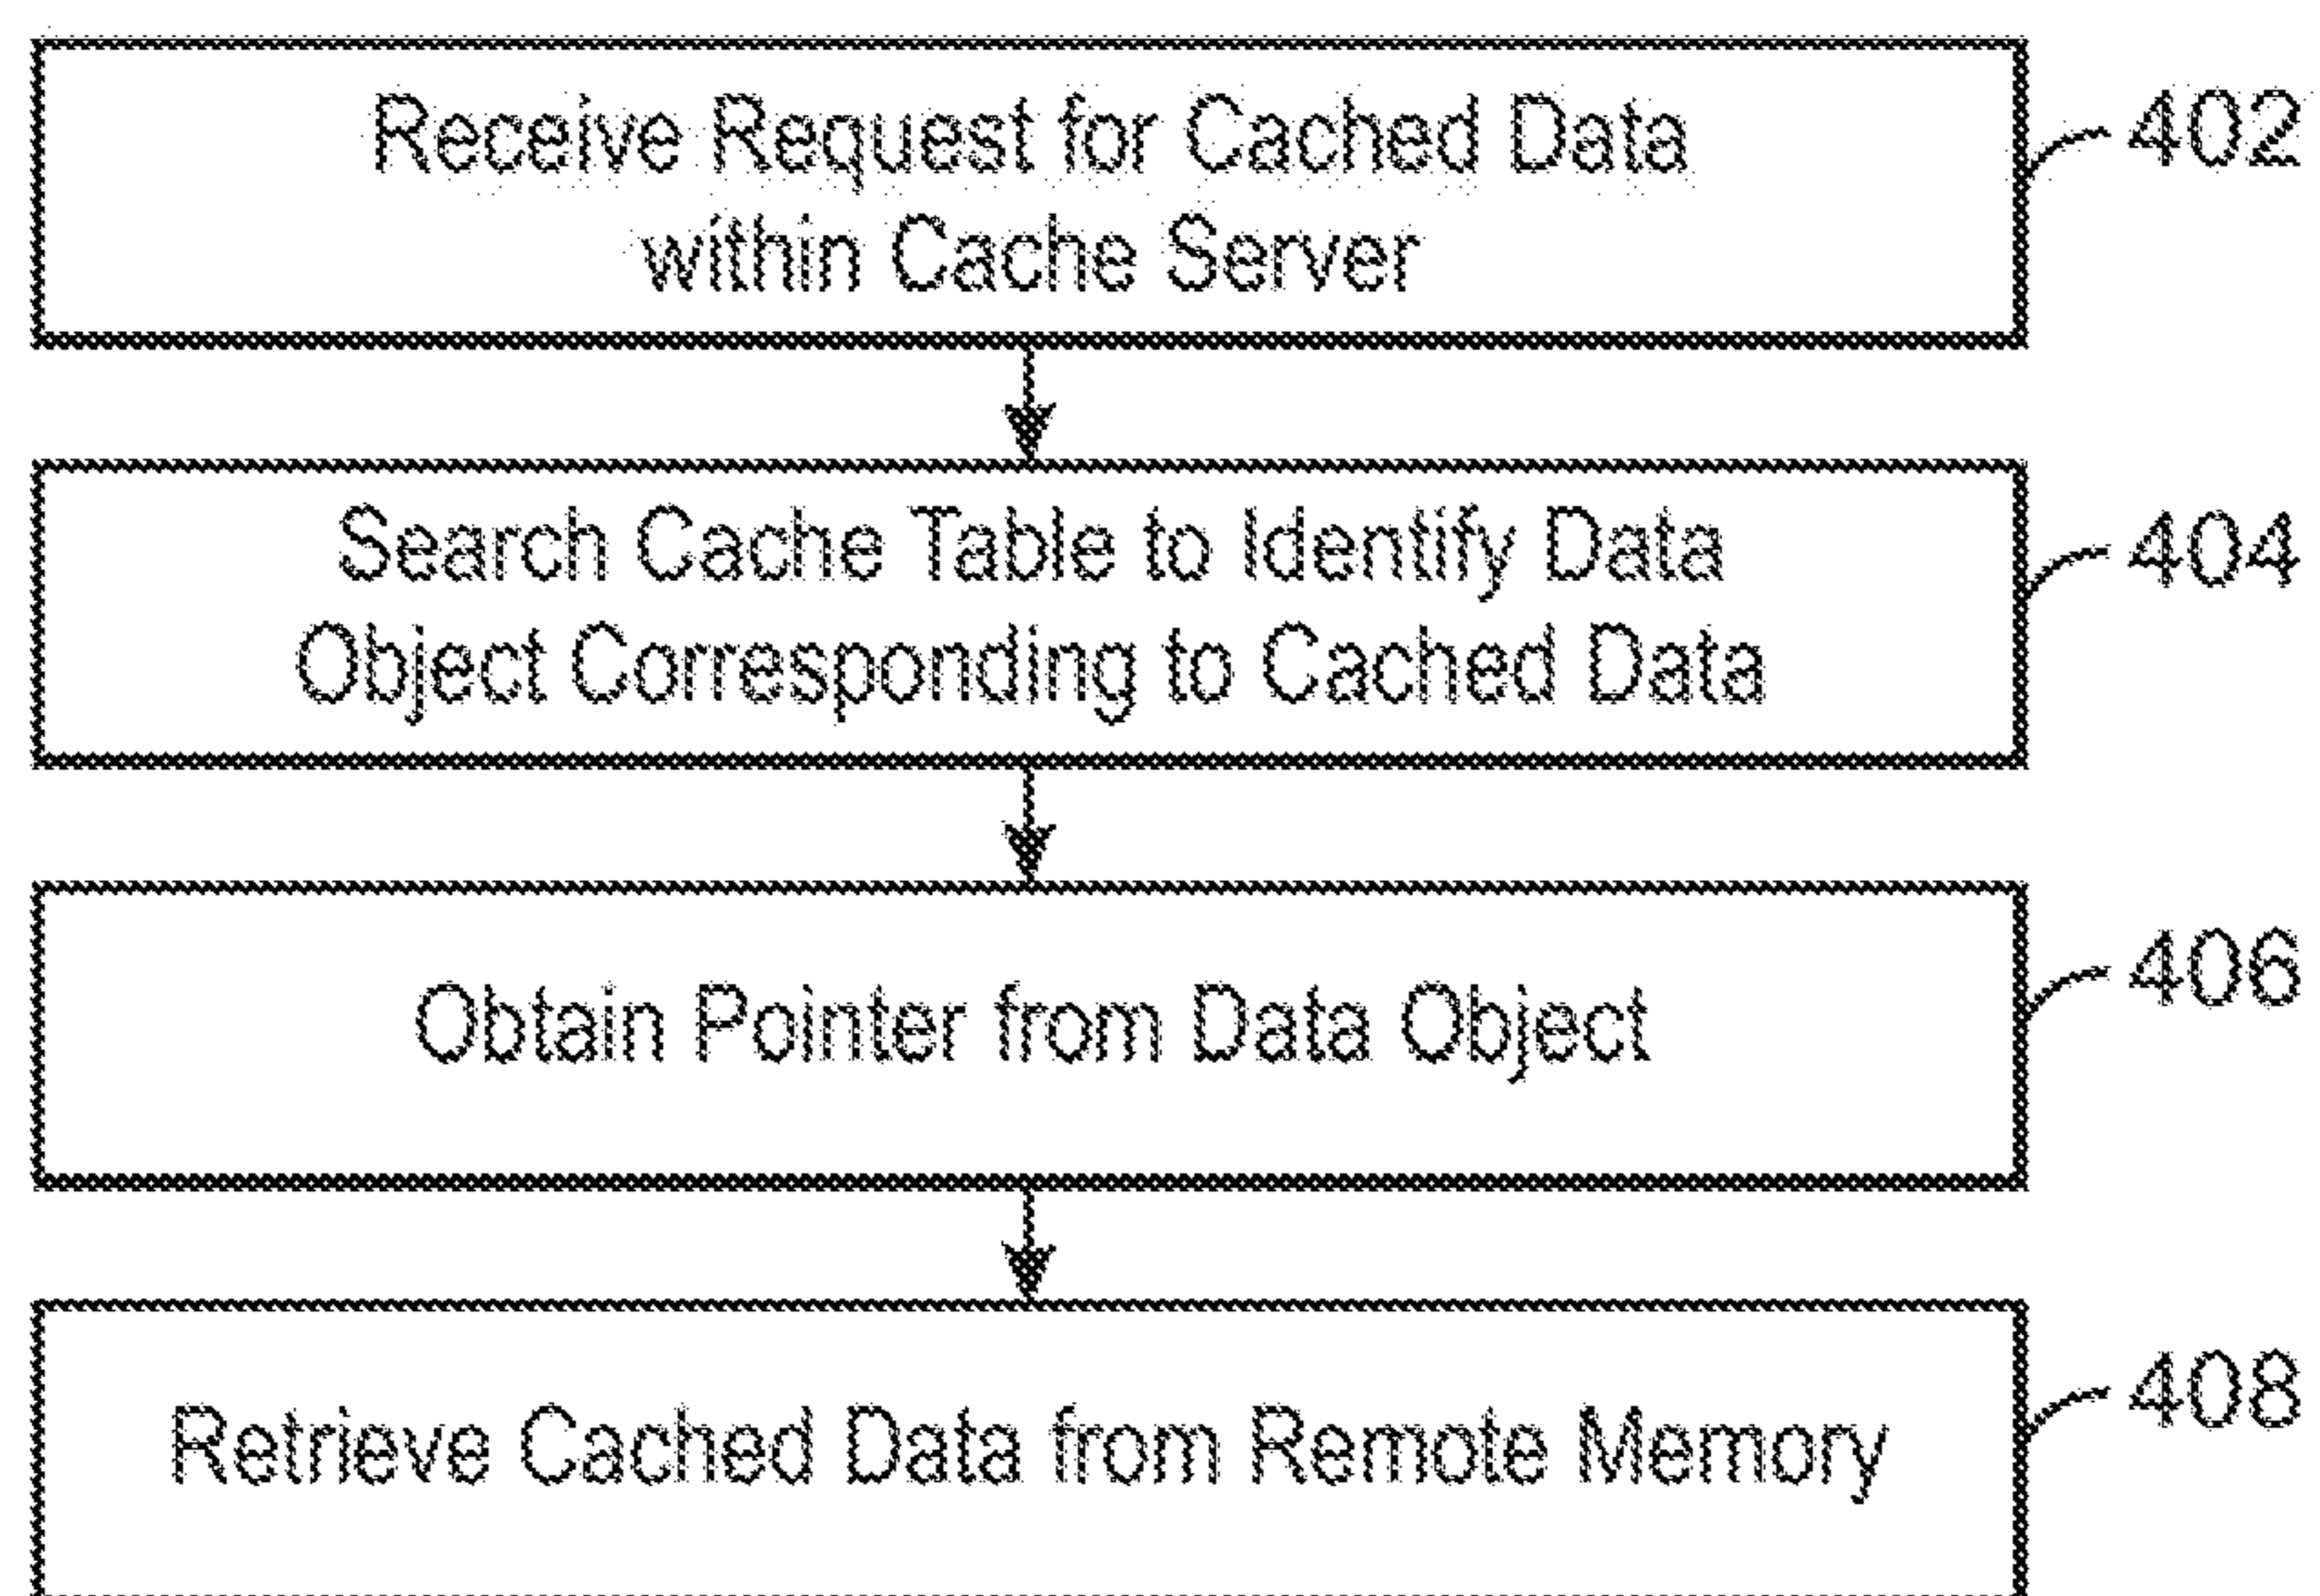 Receive Request for Cached Data
within Cache Server
402
Search Cache Table to Identify Data
Object Corresponding to Cached Data
404
Obtain Pointer from Data Object
406
Retrieve Cached Data from Remote Memory
408